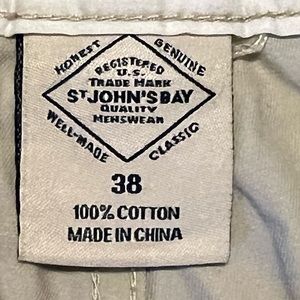 HONEST
GENUINE
REGISTERED
U.S.
TRADE MARK
ST JOHN'S BAY
QUALITY
MENSWEAR
WELL-MADE
CLASSIC
38
100% COTTON
MADE IN CHINA